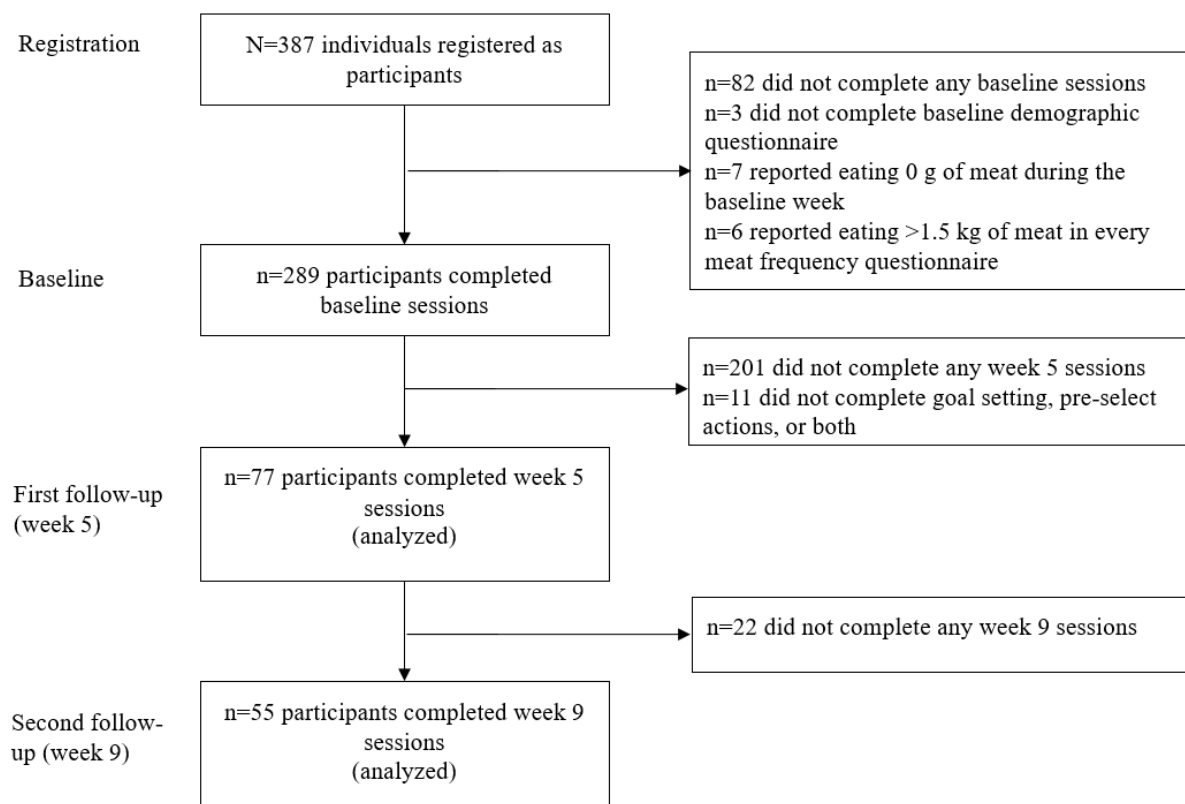 Registration
N=387 individuals registered as
participants
n=82 did not complete any baseline sessions
n=3 did not complete baseline demographic
questionnaire
n=7 reported eating 0 g of meat during the
baseline week
n=6 reported eating >1.5 kg of meat in every
meat frequency questionnaire
Baseline
n=289 participants completed
baseline sessions
n=201 did not complete any week 5 sessions
n=11 did not complete goal setting, pre-select
actions, or both
First follow-up
(week 5)
n=77 participants completed week 5
sessions
(analyzed)
n=22 did not complete any week 9 sessions
Second follow-
up (week 9)
n=55 participants completed week 9
sessions
(analyzed)